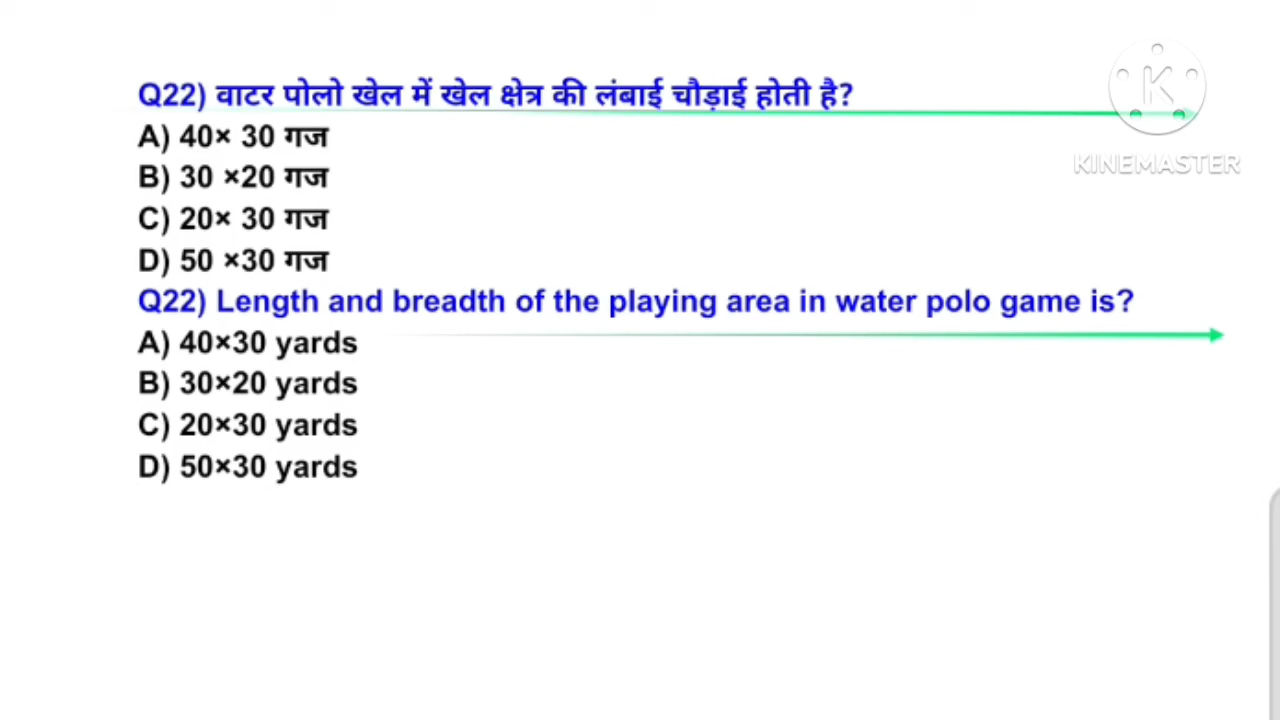 Q22) वाटर पोलो खेल में खेल क्षेत्र की लंबाई चौड़ाई होती है?
A) 40× 30 गज
B) 30 ×20 गज
C) 20× 30 गज
D) 50 ×30 गज
Q22) Length and breadth of the playing area in water polo game is?
A) 40×30 yards
B) 30×20 yards
C) 20×30 yards
D) 50×30 yards
K
KINEMASTER